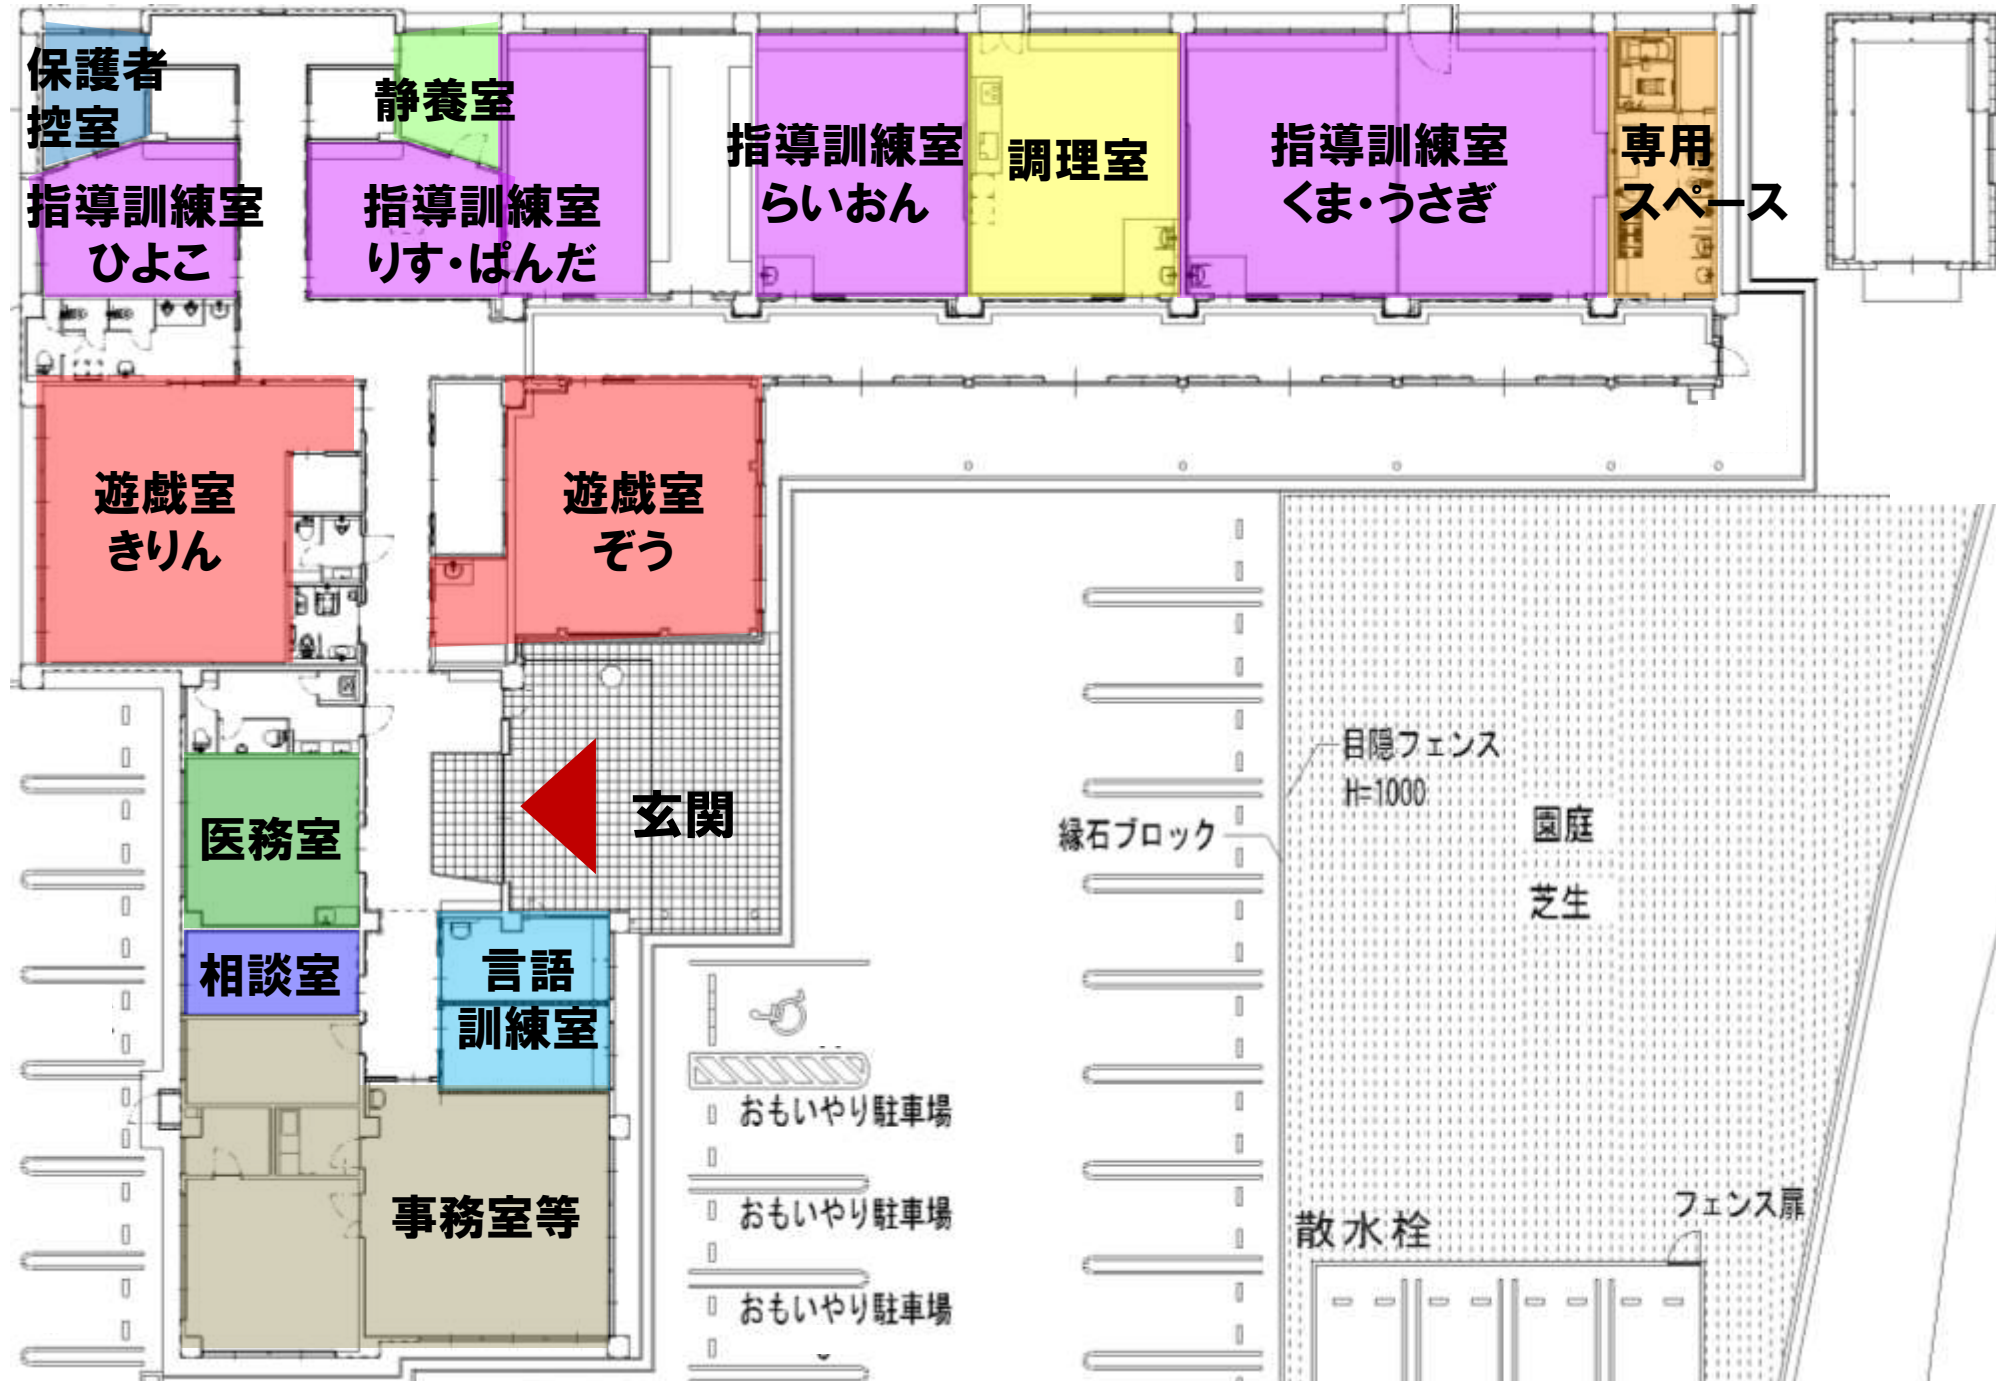 保護者
控室
静養室
指導訓練室
ひよこ
指導訓練室
りす・ぱんだ
指導訓練室
らいおん
調理室
指導訓練室
くま・うさぎ
専用
スペース
遊戯室
きりん
遊戯室
ぞう
医務室
玄関
相談室
言語
訓練室
事務室等
目隠フェンス
H=1000
縁石ブロック
園庭
芝生
おもいやり駐車場
おもいやり駐車場
おもいやり駐車場
散水栓
フェンス扉